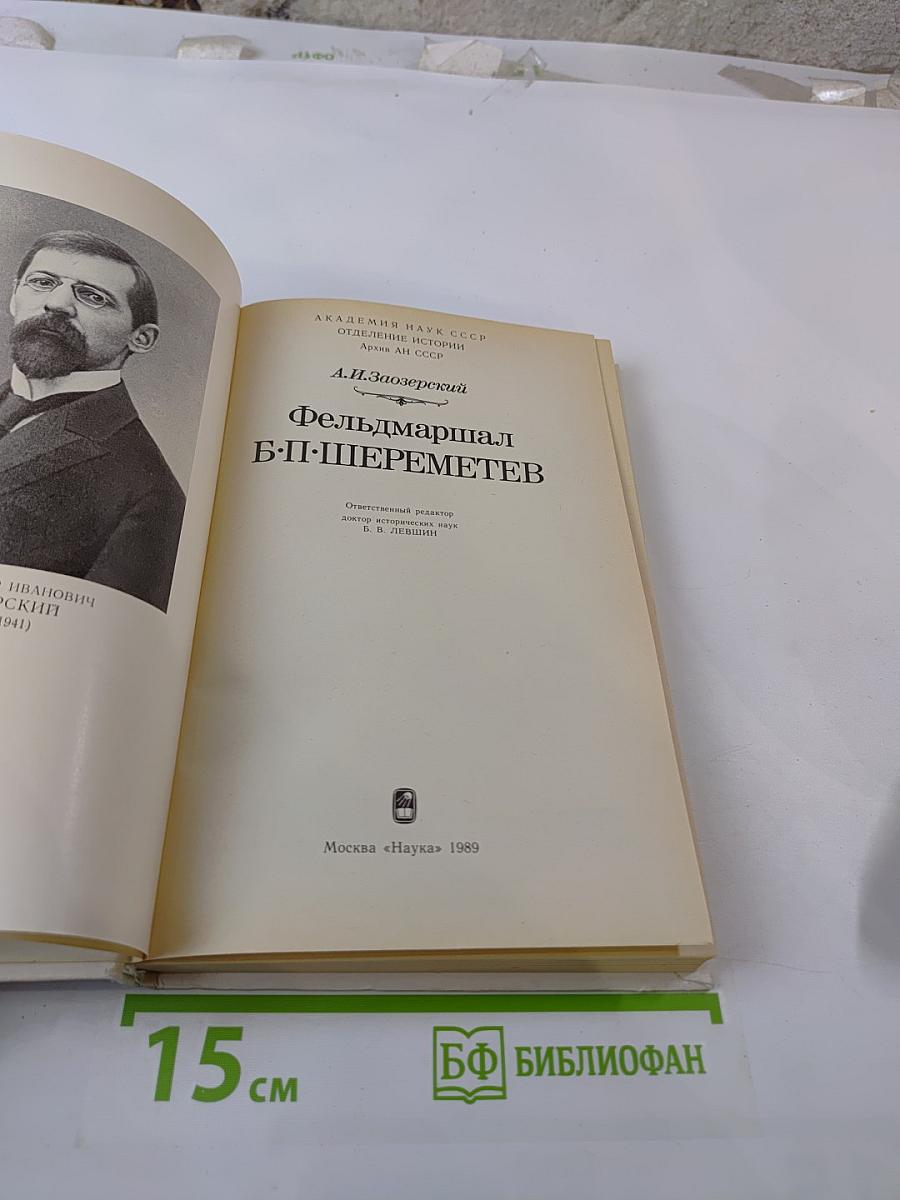 ИВАНОВИЧ
1941)
АКАДЕМИЯ НАУК СССР
ОТДЕЛЕНИЕ ИСТОРИИ
Архив АН СССР
А.И.Заозерский
Фельдмаршал
Б·П·ШЕРЕМЕТЕВ
Ответственный редактор
доктор исторических наук
Б. В. ЛЕВШИН
Москва «Наука» 1989
15 см
БФ БИБЛИОФАН